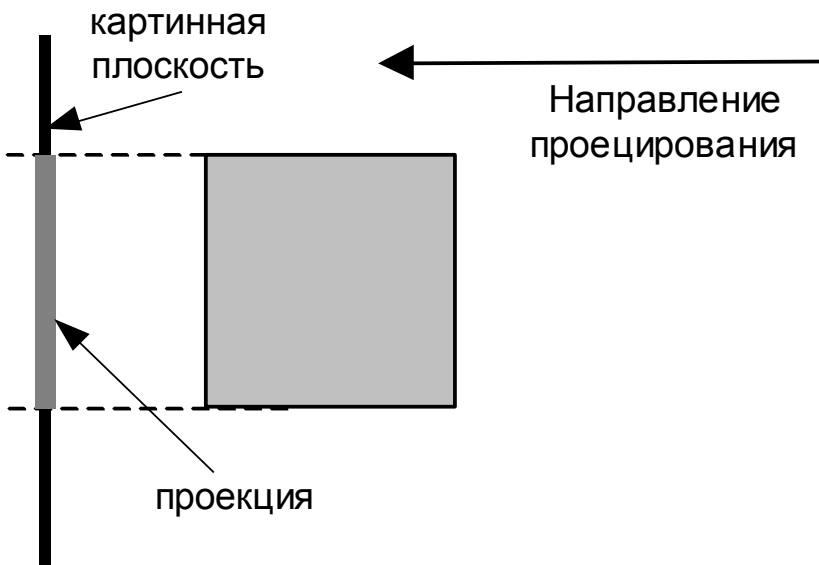 картинная
плоскость
Направление
проецирования
проекция